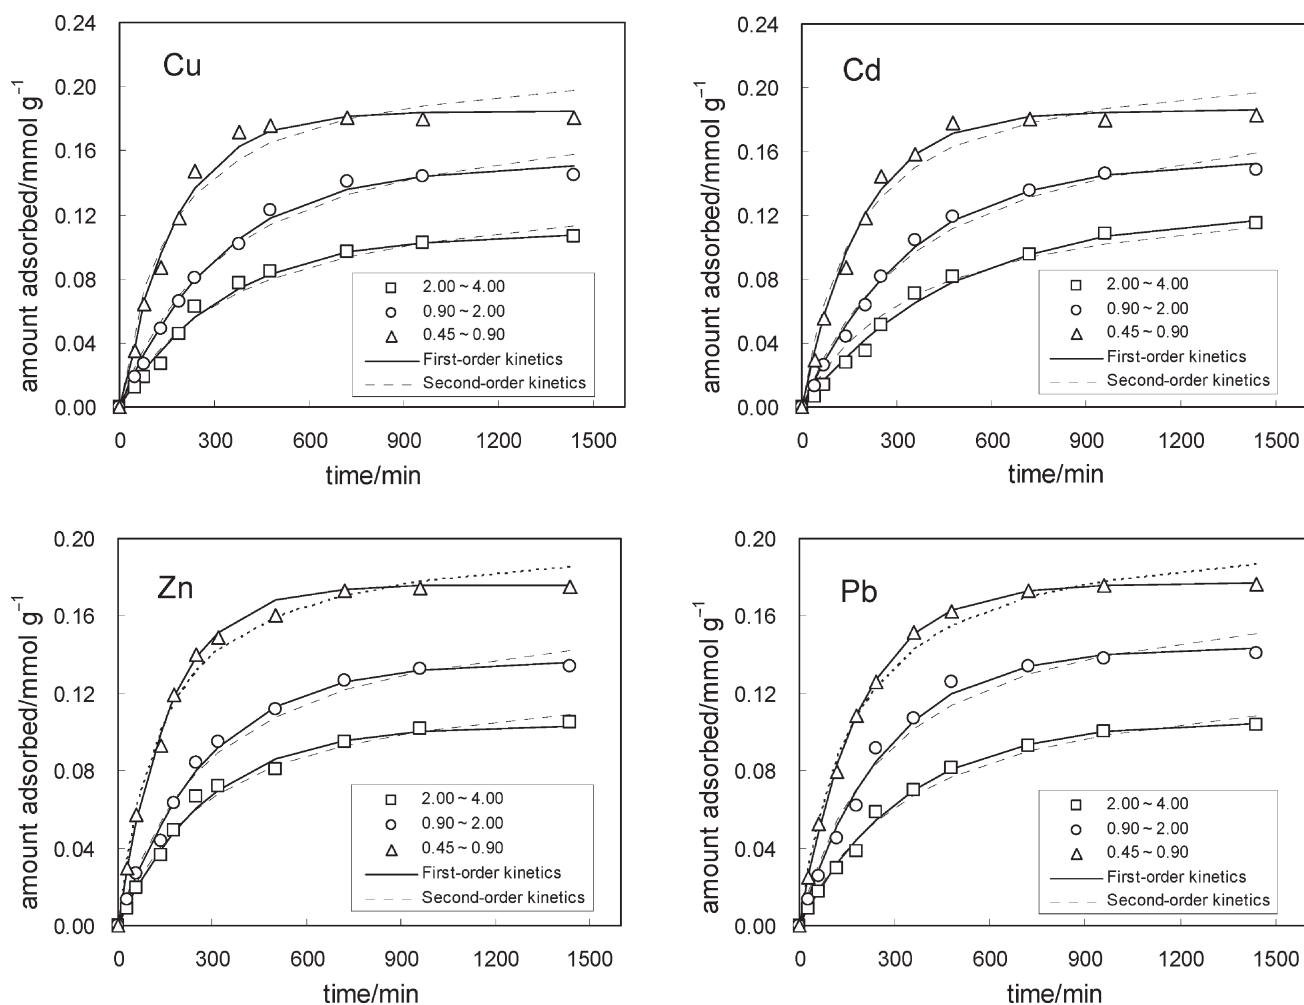 Cu
amount adsorbed/mmol g⁻¹
0.24
0.20
0.16
0.12
0.08
0.04
0.00
0 300 600 900 1200 1500
time/min
2.00 ~ 4.00
0.90 ~ 2.00
0.45 ~ 0.90
First-order kinetics
Second-order kinetics
Cd
amount adsorbed/mmol g⁻¹
0.24
0.20
0.16
0.12
0.08
0.04
0.00
0 300 600 900 1200 1500
time/min
2.00 ~ 4.00
0.90 ~ 2.00
0.45 ~ 0.90
First-order kinetics
Second-order kinetics
Zn
amount adsorbed/mmol g⁻¹
0.20
0.16
0.12
0.08
0.04
0.00
0 300 600 900 1200 1500
time/min
2.00 ~ 4.00
0.90 ~ 2.00
0.45 ~ 0.90
First-order kinetics
Second-order kinetics
Pb
amount adsorbed/mmol g⁻¹
0.20
0.16
0.12
0.08
0.04
0.00
0 300 600 900 1200 1500
time/min
2.00 ~ 4.00
0.90 ~ 2.00
0.45 ~ 0.90
First-order kinetics
Second-order kinetics